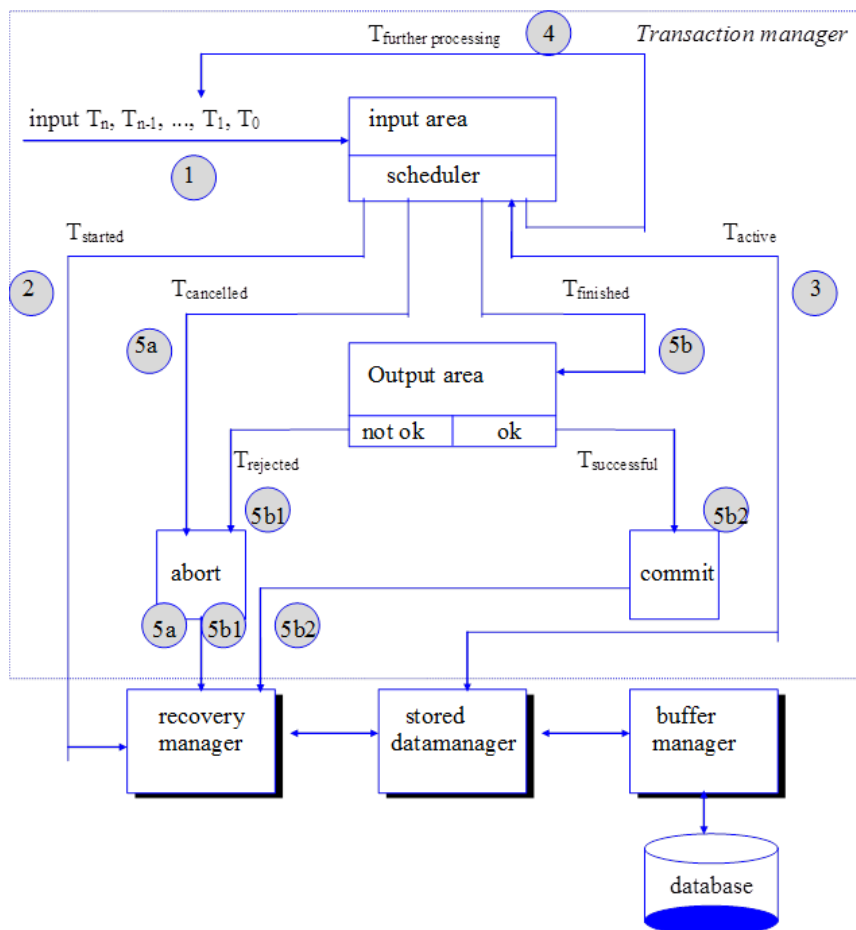 T further processing
4
Transaction manager
input Tn, Tn-1, ..., T1, T0
input area
1
scheduler
Tstarted
Tactive
2
Tcancelled
Tfinished
3
5a
5b
Output area
not ok
ok
Trejected
Tsuccessful
5b1
5b2
abort
commit
5a
5b1
5b2
recovery
manager
stored
datamanager
buffer
manager
database